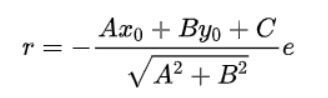 r = -\frac{Ax_0 + By_0 + C}{\sqrt{A^2 + B^2}} e